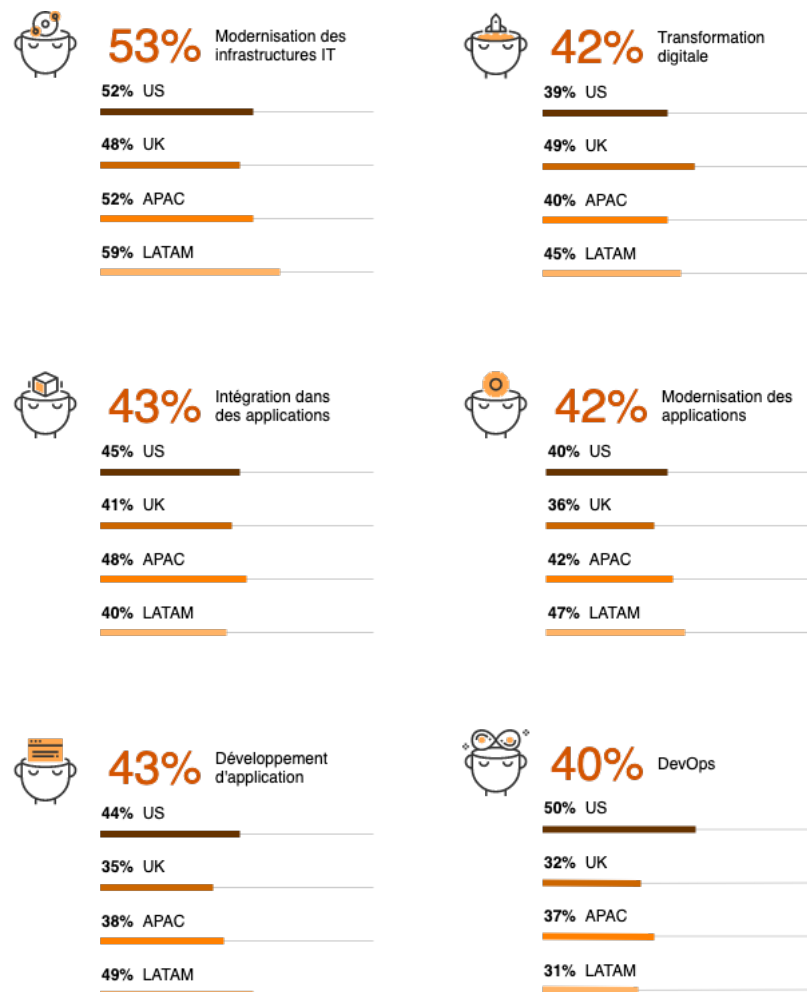 53%
Modernisation des
infrastructures IT
52% US
48% UK
52% APAC
59% LATAM
42%
Transformation
digitale
39% US
49% UK
40% APAC
45% LATAM
43%
Intégration dans
des applications
45% US
41% UK
48% APAC
40% LATAM
42%
Modernisation des
applications
40% US
36% UK
42% APAC
47% LATAM
43%
Développement
d'application
44% US
35% UK
38% APAC
49% LATAM
40%
DevOps
50% US
32% UK
37% APAC
31% LATAM